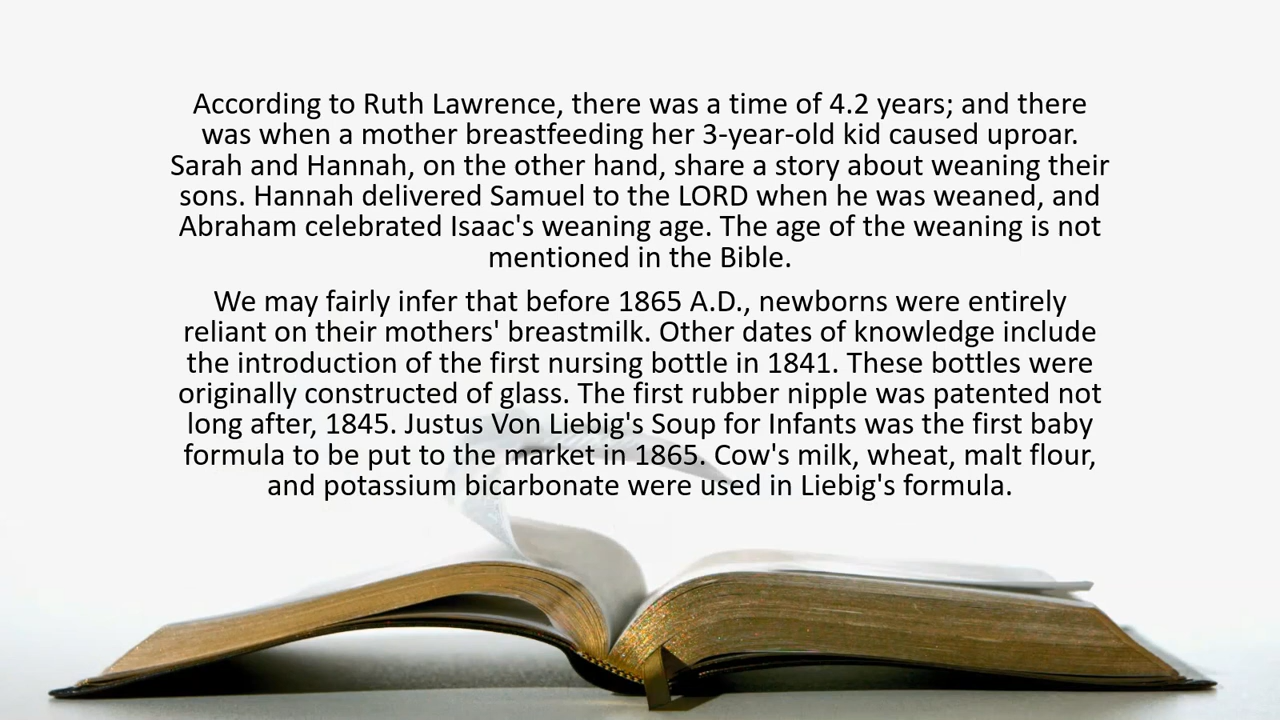 According to Ruth Lawrence, there was a time of 4.2 years; and there
was when a mother breastfeeding her 3-year-old kid caused uproar.
Sarah and Hannah, on the other hand, share a story about weaning their
sons. Hannah delivered Samuel to the LORD when he was weaned, and
Abraham celebrated Isaac's weaning age. The age of the weaning is not
mentioned in the Bible.
We may fairly infer that before 1865 A.D., newborns were entirely
reliant on their mothers' breastmilk. Other dates of knowledge include
the introduction of the first nursing bottle in 1841. These bottles were
originally constructed of glass. The first rubber nipple was patented not
long after, 1845. Justus Von Liebig's Soup for Infants was the first baby
formula to be put to the market in 1865. Cow's milk, wheat, malt flour,
and potassium bicarbonate were used in Liebig's formula.